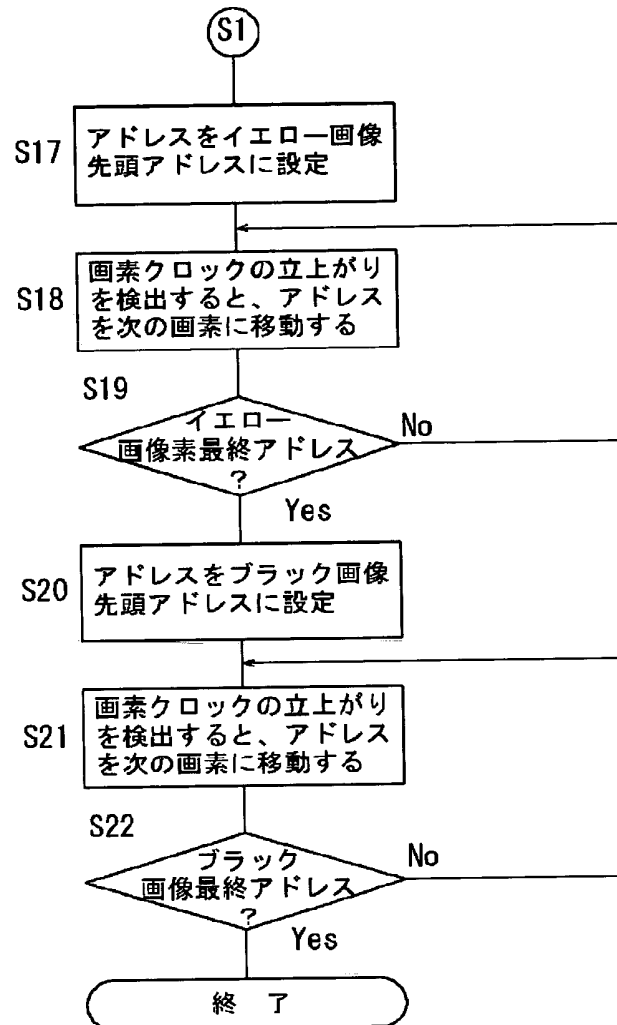 S1
S17
アドレスをイエロー画像
先頭アドレスに設定
S18
画素クロックの立上がり
を検出すると、アドレス
を次の画素に移動する
S19
イエロー
画像素最終アドレス
?
No
Yes
S20
アドレスをブラック画像
先頭アドレスに設定
S21
画素クロックの立上がり
を検出すると、アドレス
を次の画素に移動する
S22
ブラック
画像最終アドレス
?
No
Yes
終 了